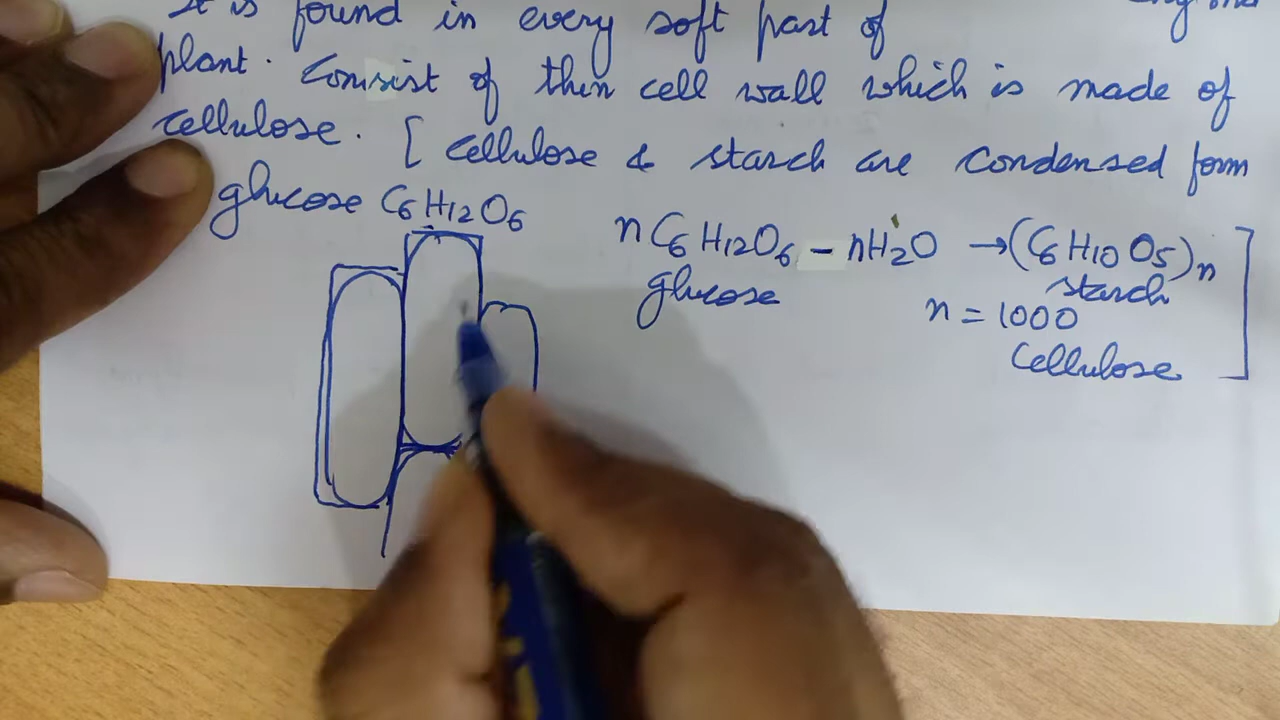 It is found in every soft part of
plant. Consist of thin cell wall which is made of
cellulose. [ Cellulose & starch are condensed form
glucose C6H12O6
nC6H12O6 - nH2O → (C6H10O5)n ]
glucose starch
n = 1000
Cellulose